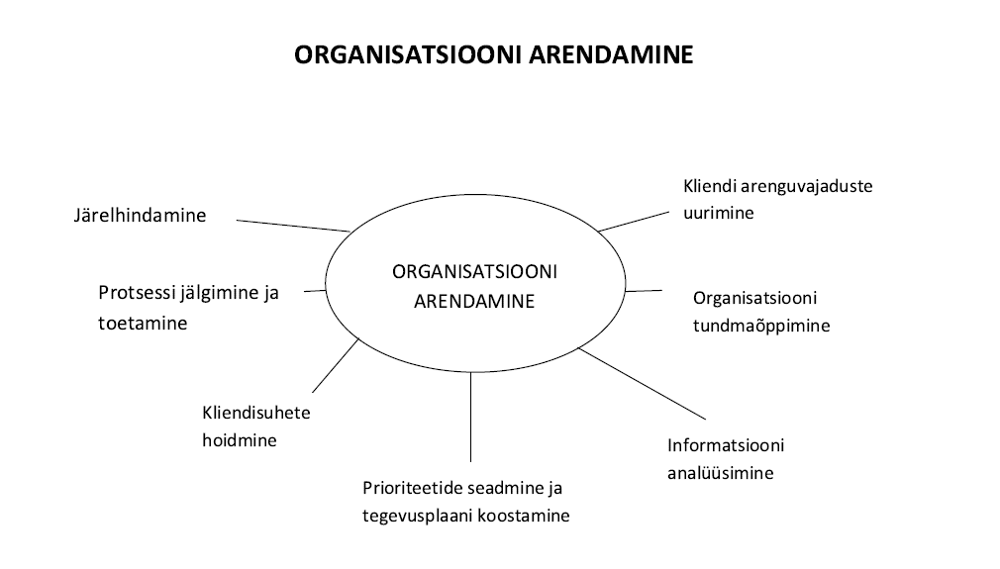 ORGANISATSIOONI ARENDAMINE
Kliendi arenguvajaduste
uurimine
Järelhindamine
ORGANISATSIOONI
ARENDAMINE
Protsessi jälgimine ja
toetamine
Organisatsiooni
tundmaõppimine
Kliendisuhete
hoidmine
Informatsiooni
analüüsimine
Prioriteetide seadmine ja
tegevusplaani koostamine